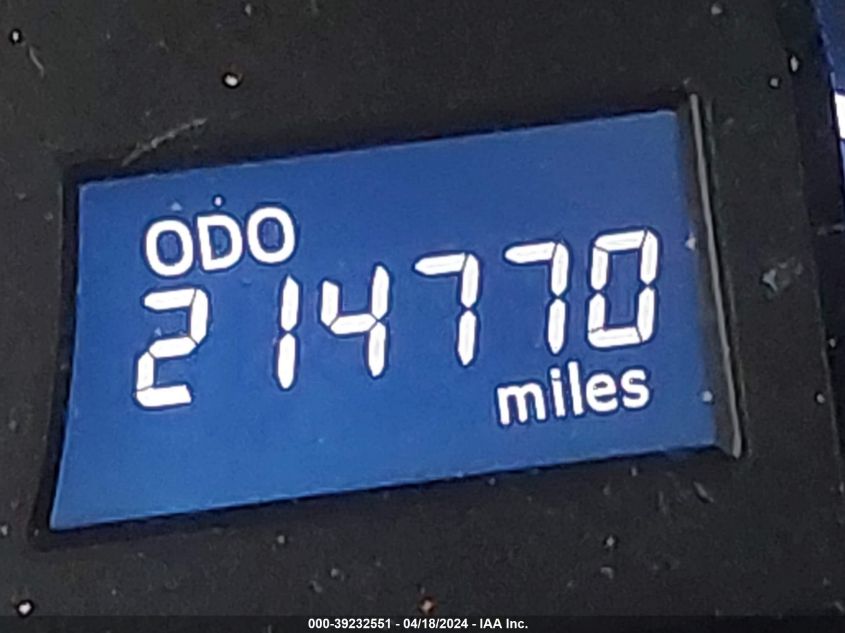 ODO
214770
miles
000-39232551 - 04/18/2024 - IAA Inc.